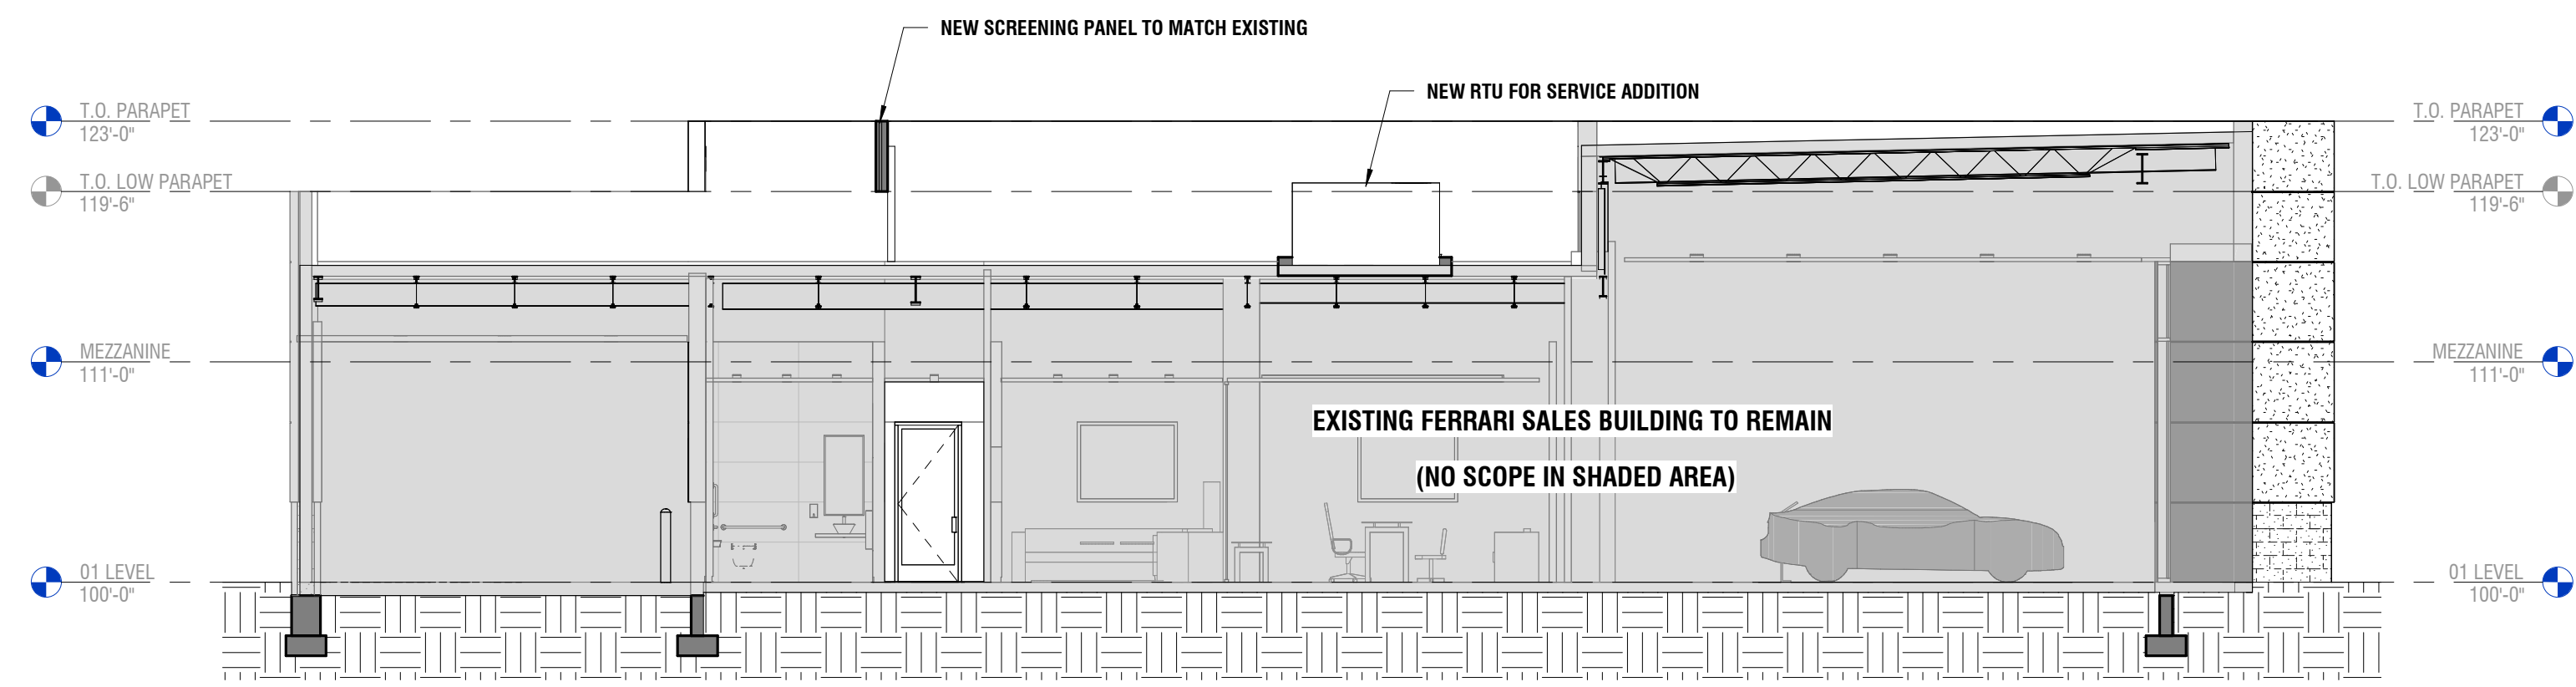 NEW SCREENING PANEL TO MATCH EXISTING
NEW RTU FOR SERVICE ADDITION
T.O. PARAPET
123'-0"
T.O. PARAPET
123'-0"
T.O. LOW PARAPET
119'-6"
T.O. LOW PARAPET
119'-6"
MEZZANINE
111'-0"
MEZZANINE
111'-0"
EXISTING FERRARI SALES BUILDING TO REMAIN
(NO SCOPE IN SHADED AREA)
01 LEVEL
100'-0"
01 LEVEL
100'-0"